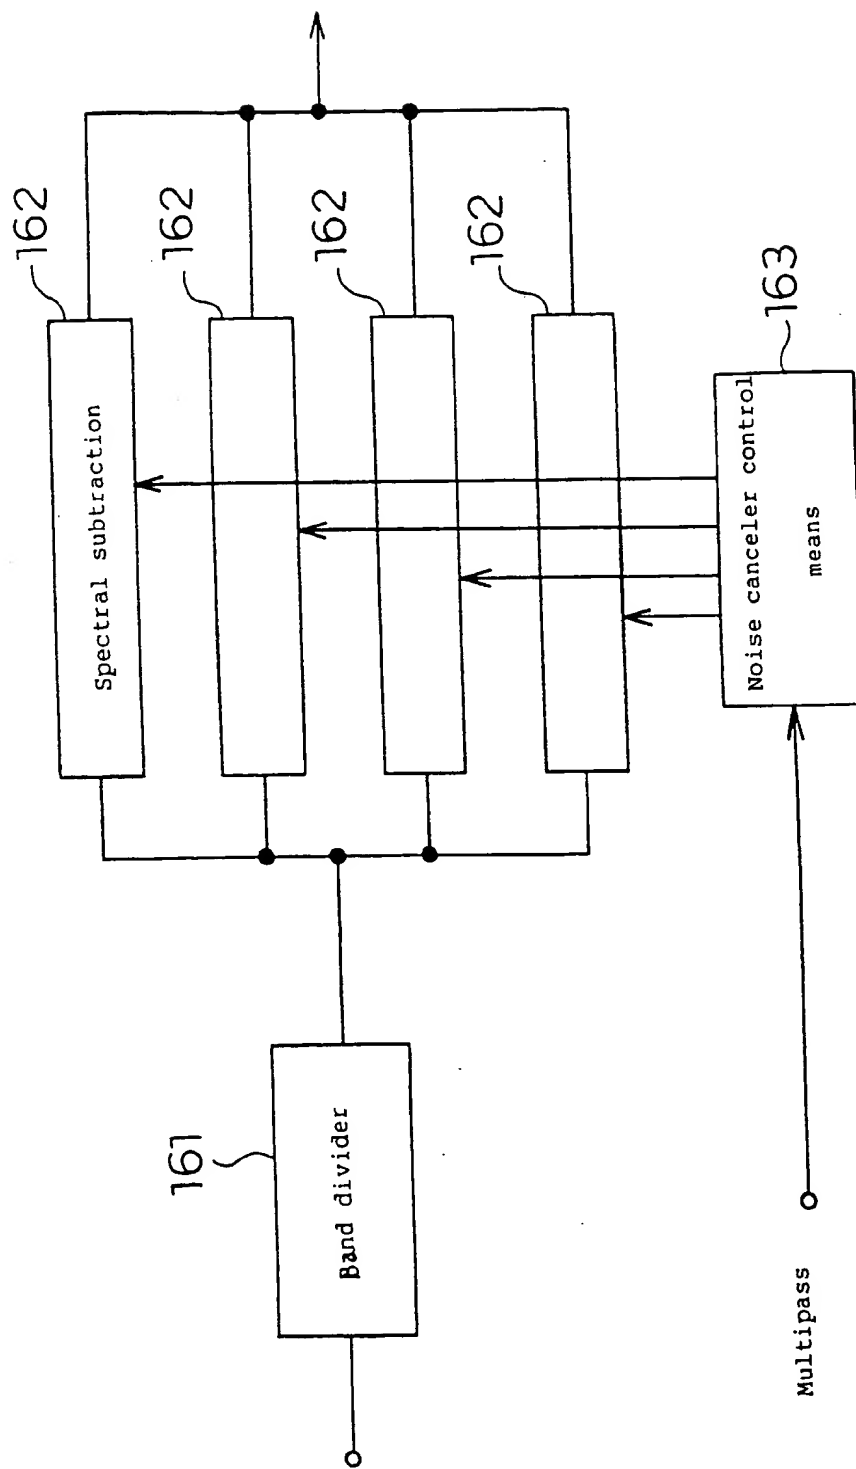 162
162
162
162
Spectral subtraction
161
Band divider
163
Noise canceler control
means
Multipass